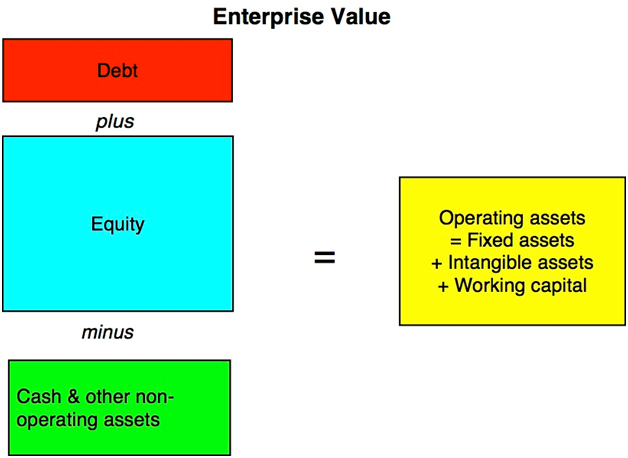 Enterprise Value
Debt
plus
Equity
minus
Cash & other non-
operating assets
=
Operating assets
= Fixed assets
+ Intangible assets
+ Working capital